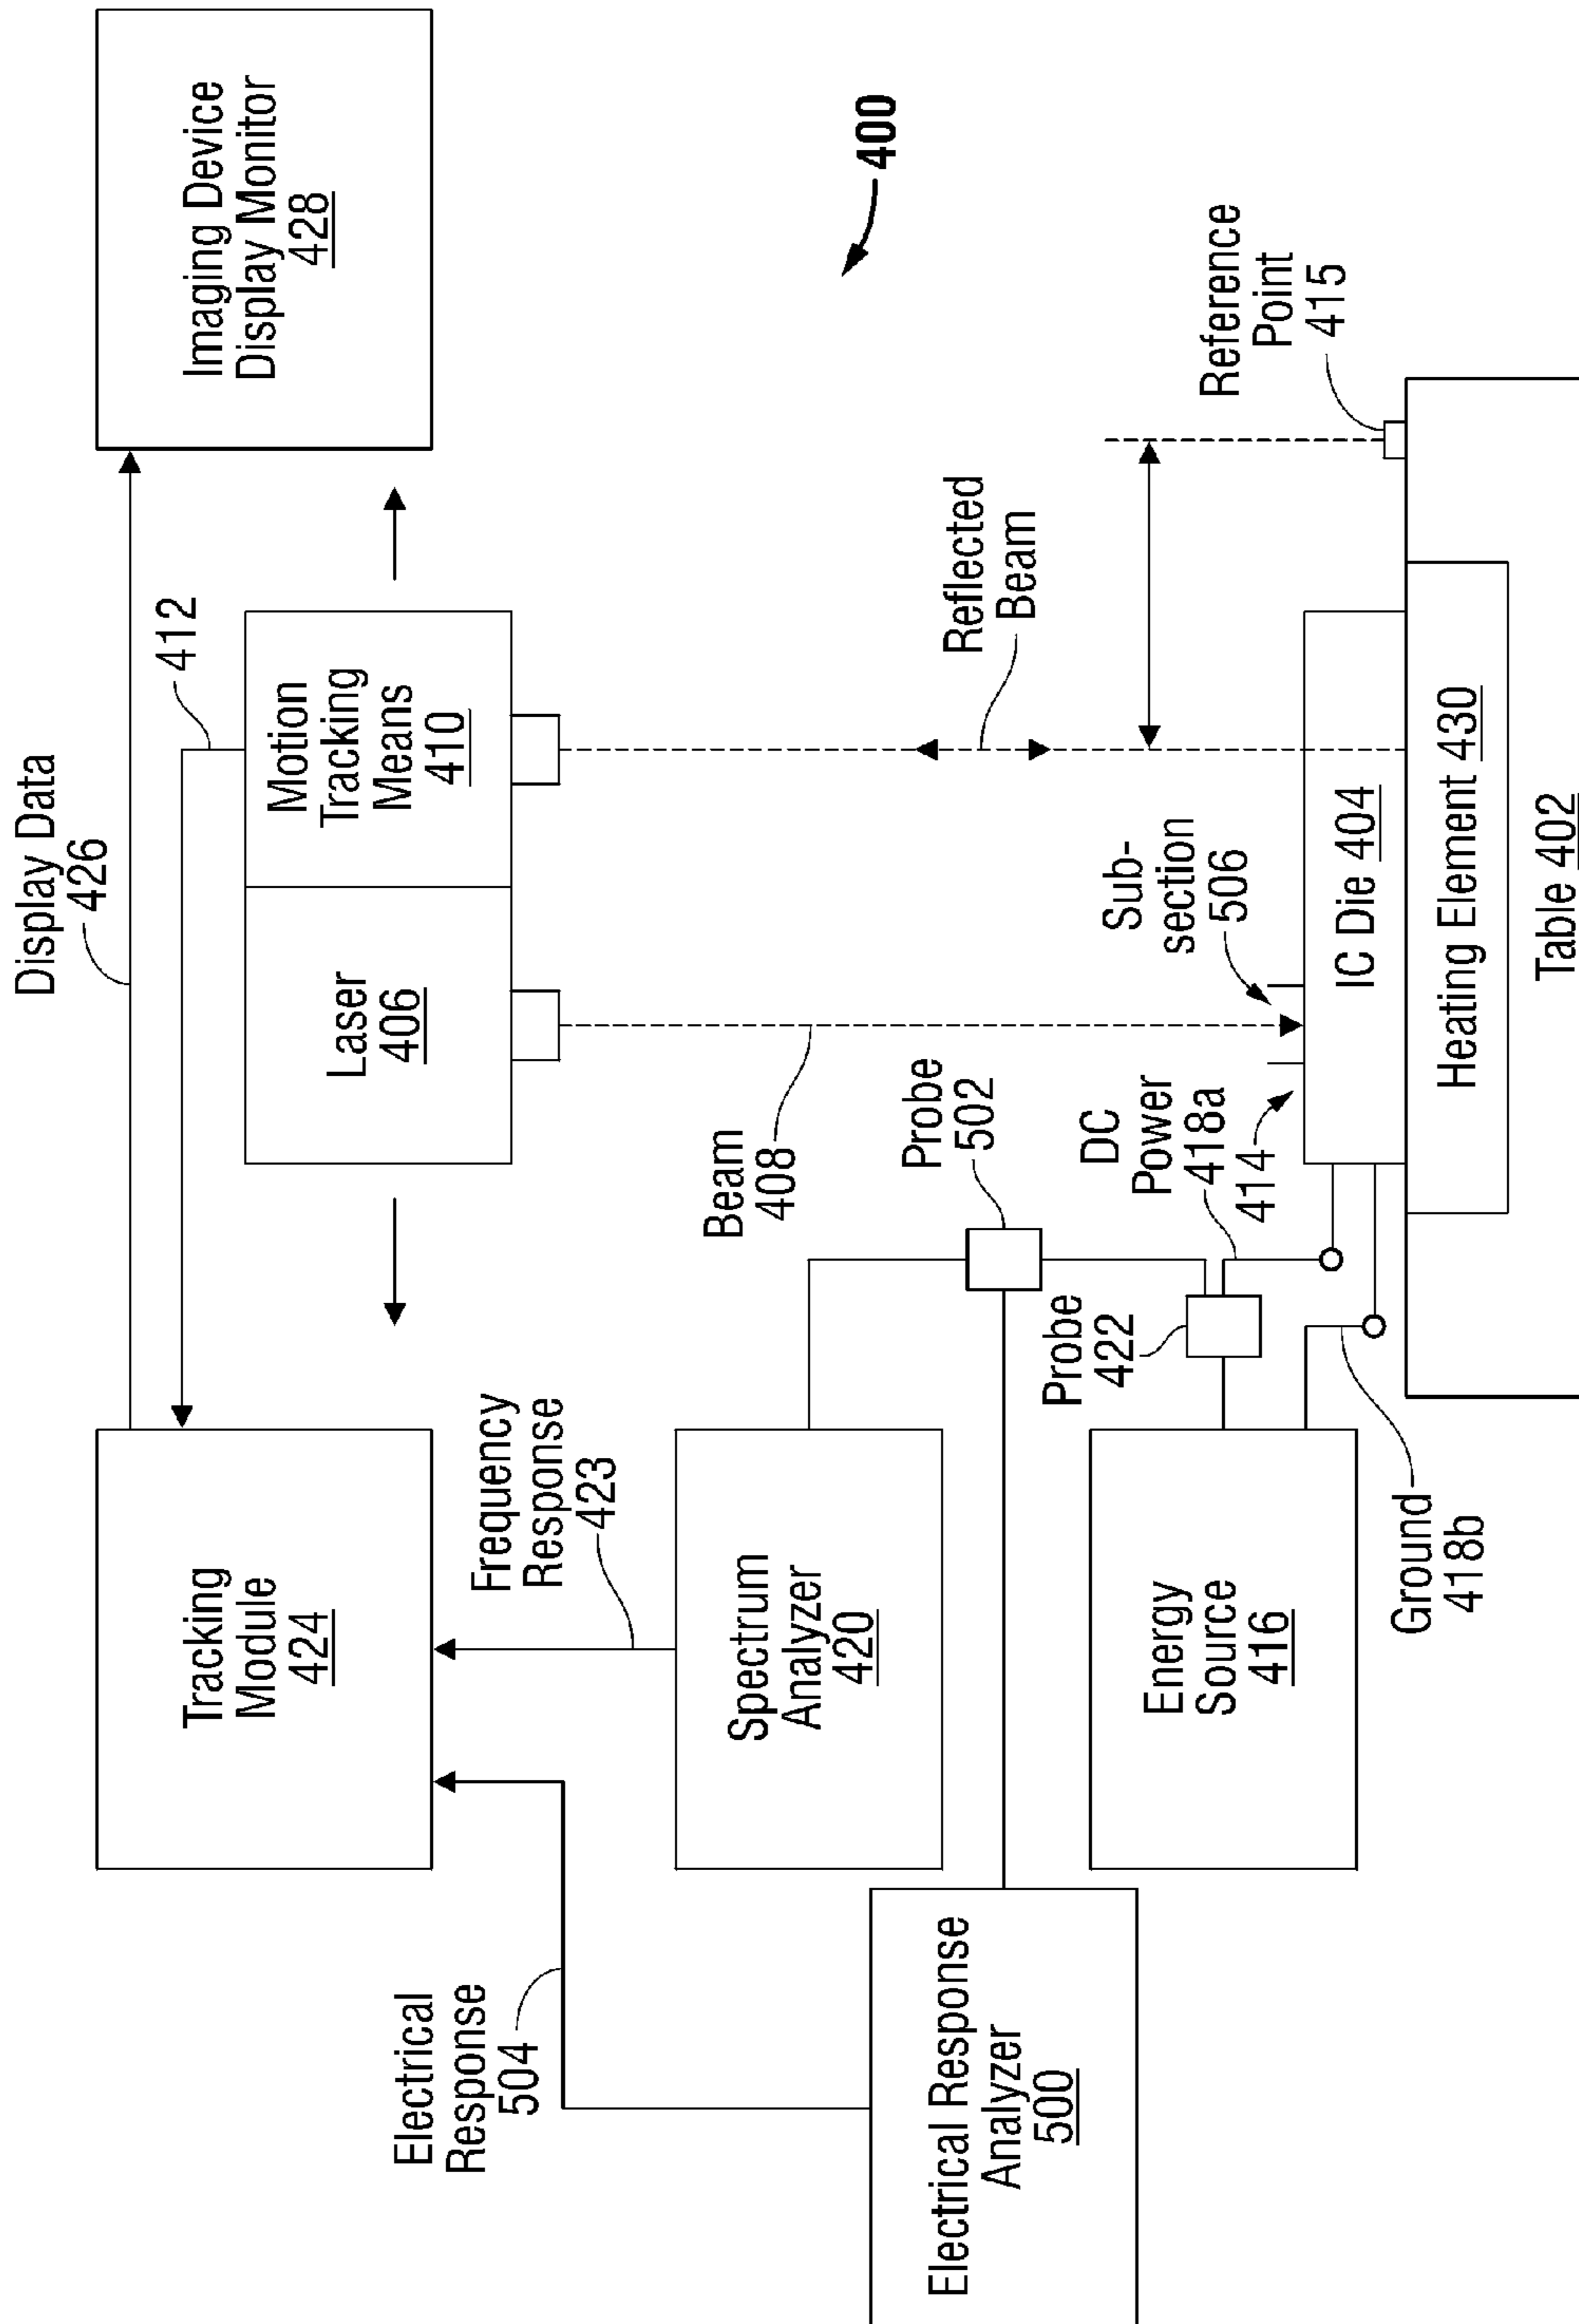 Display Data
426
412
Imaging Device
Display Monitor
428
Tracking
Module
424
Laser
406
Motion
Tracking
Means
410
400
Electrical
Response
504
Frequency
Response
423
Spectrum
Analyzer
420
Beam
408
Reflected
Beam
Electrical Response
Analyzer
500
Probe
502
Probe
422
DC
Power
418a
414
Sub-
section
506
Reference
Point
415
Energy
Source
416
Ground
418b
IC Die 404
Heating Element 430
Table 402